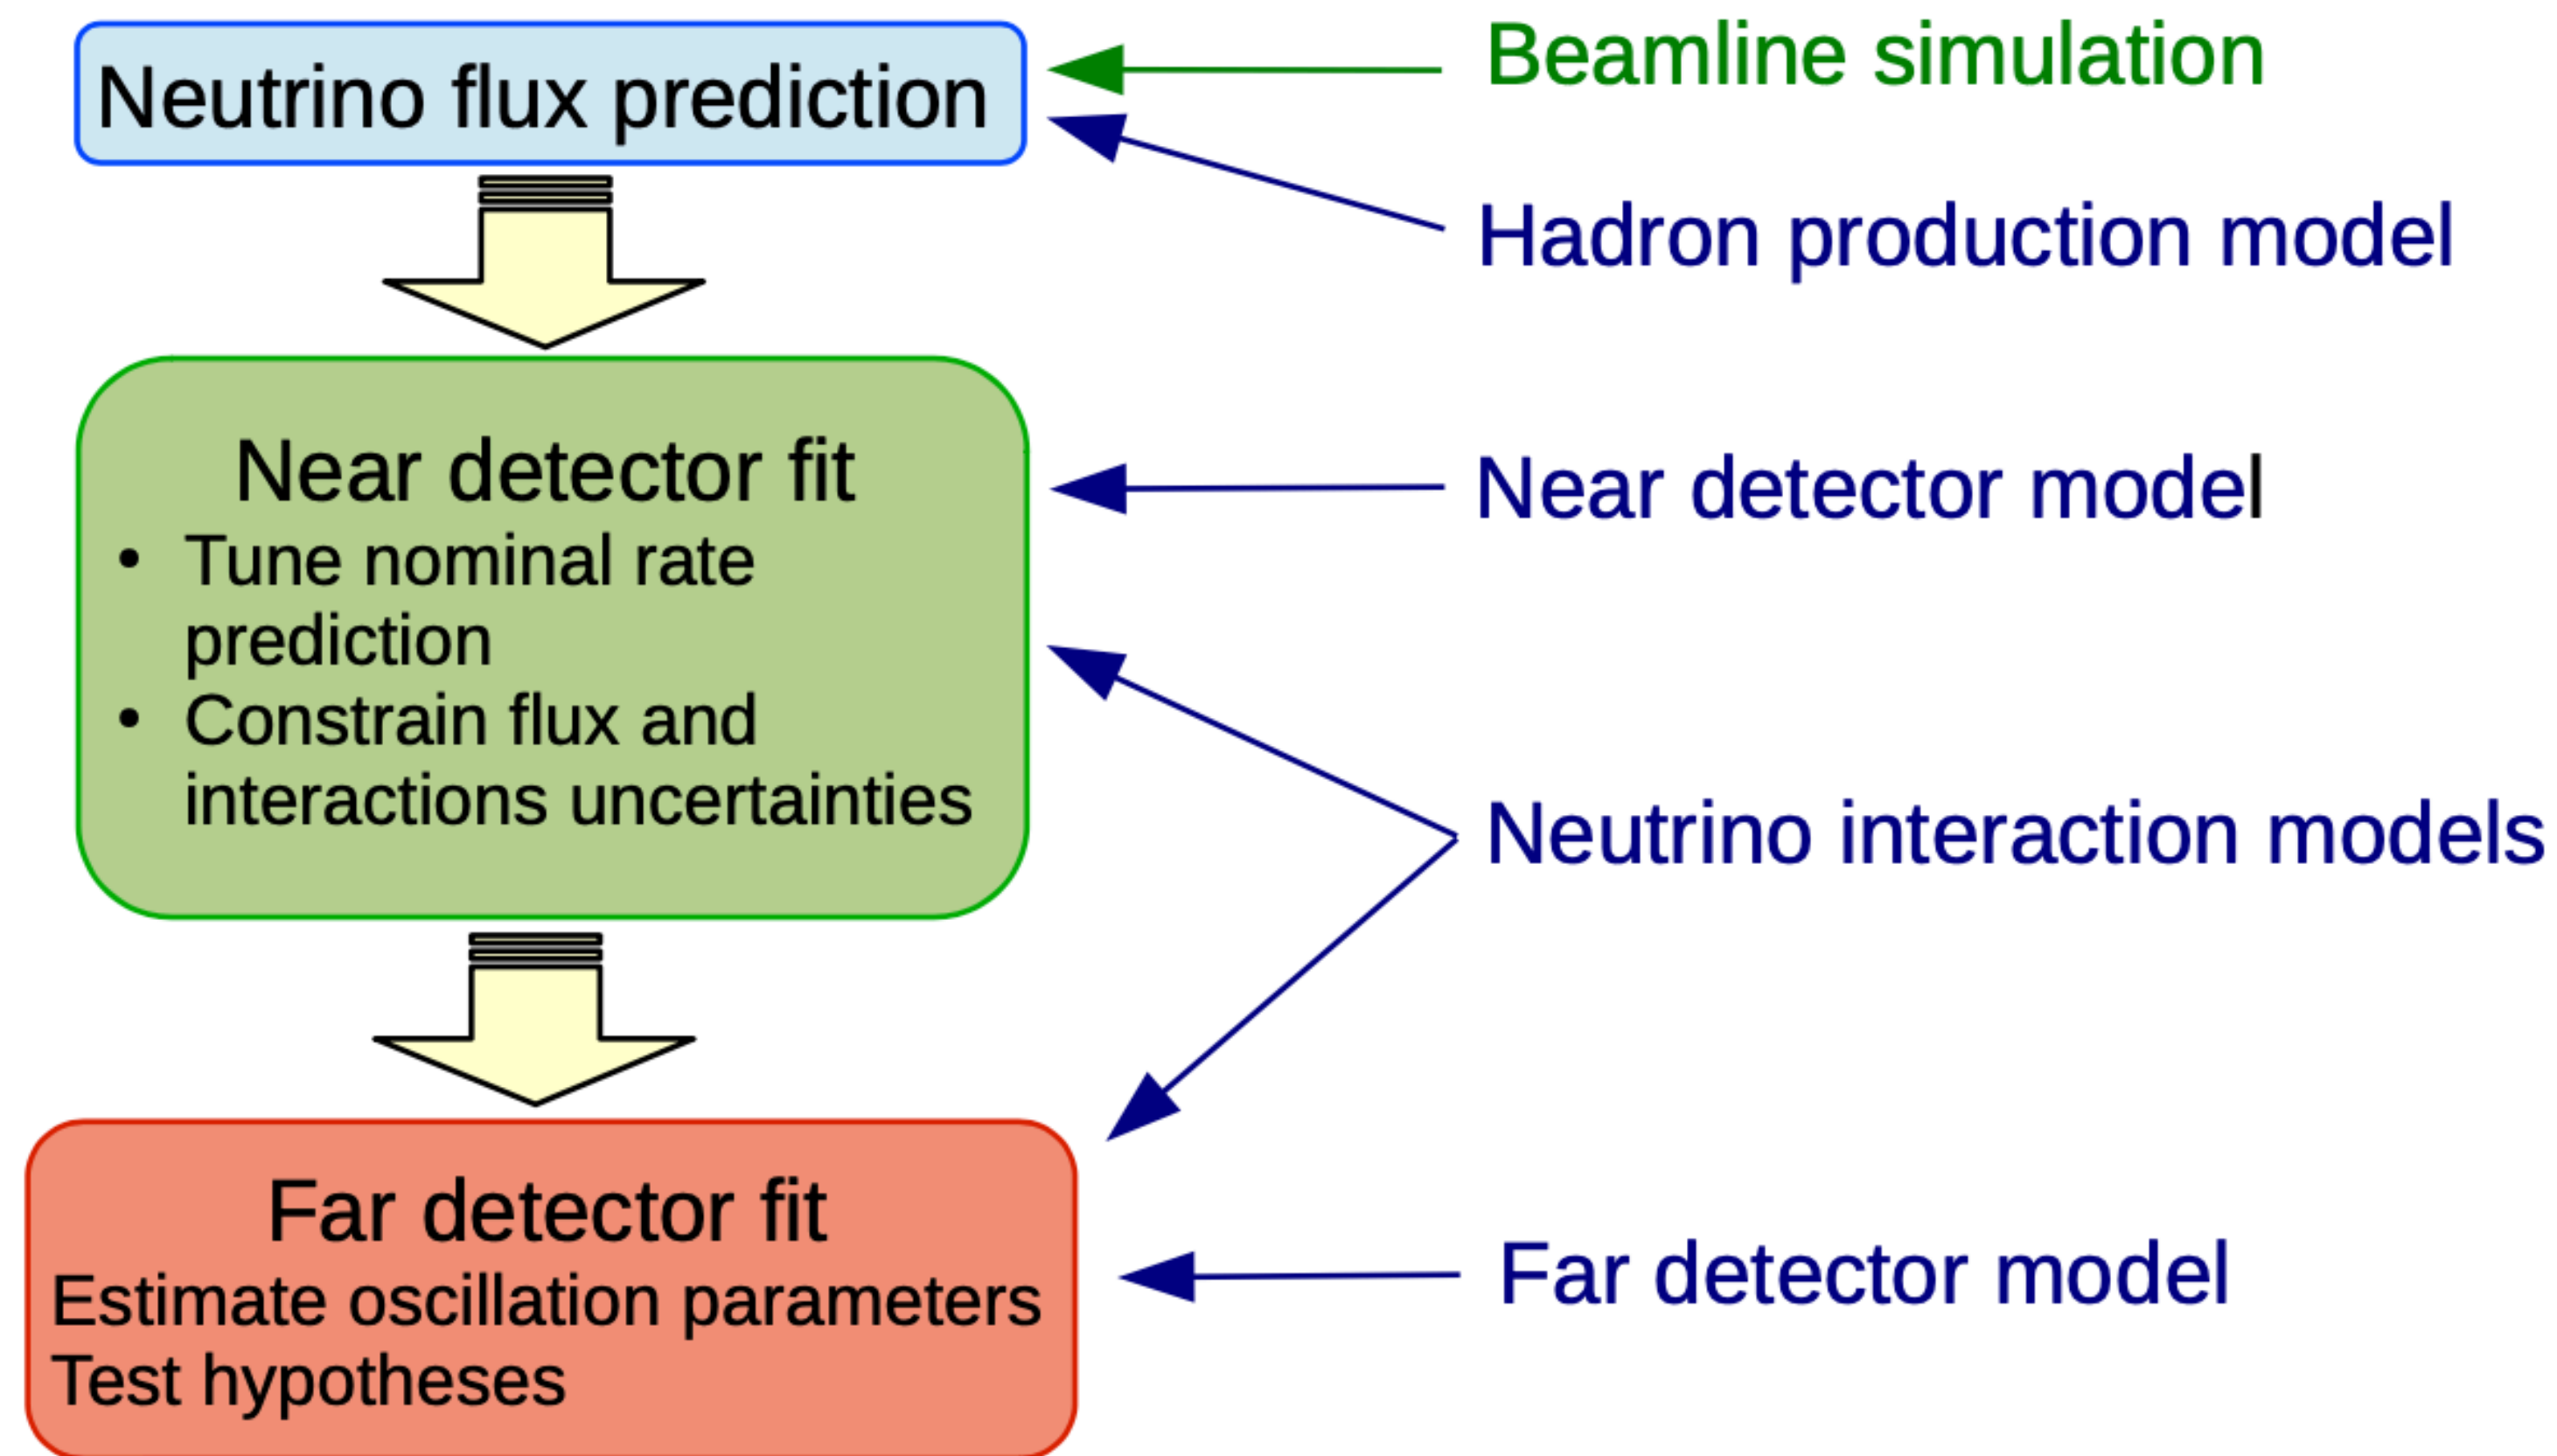 Neutrino flux prediction
Beamline simulation
Hadron production model
Near detector fit
• Tune nominal rate
prediction
• Constrain flux and
interactions uncertainties
Near detector model
Neutrino interaction models
Far detector fit
Estimate oscillation parameters
Test hypotheses
Far detector model